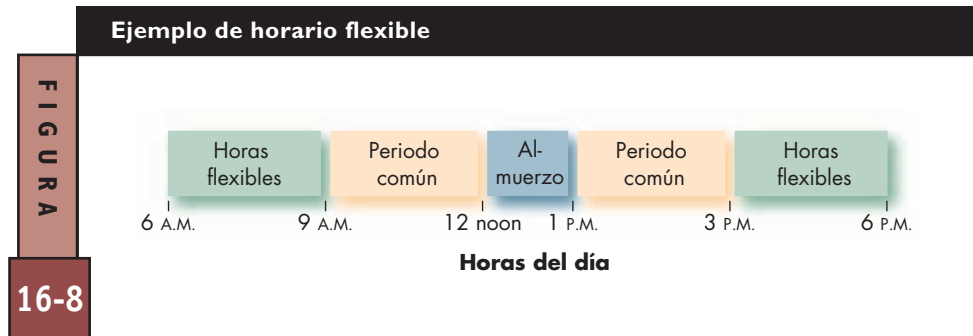 Ejemplo de horario flexible
FIGURA
16-8
Horas
flexibles
Periodo
común
Al-
muerzo
Periodo
común
Horas
flexibles
6 A.M.
9 A.M.
12 noon
1 P.M.
3 P.M.
6 P.M.
Horas del día